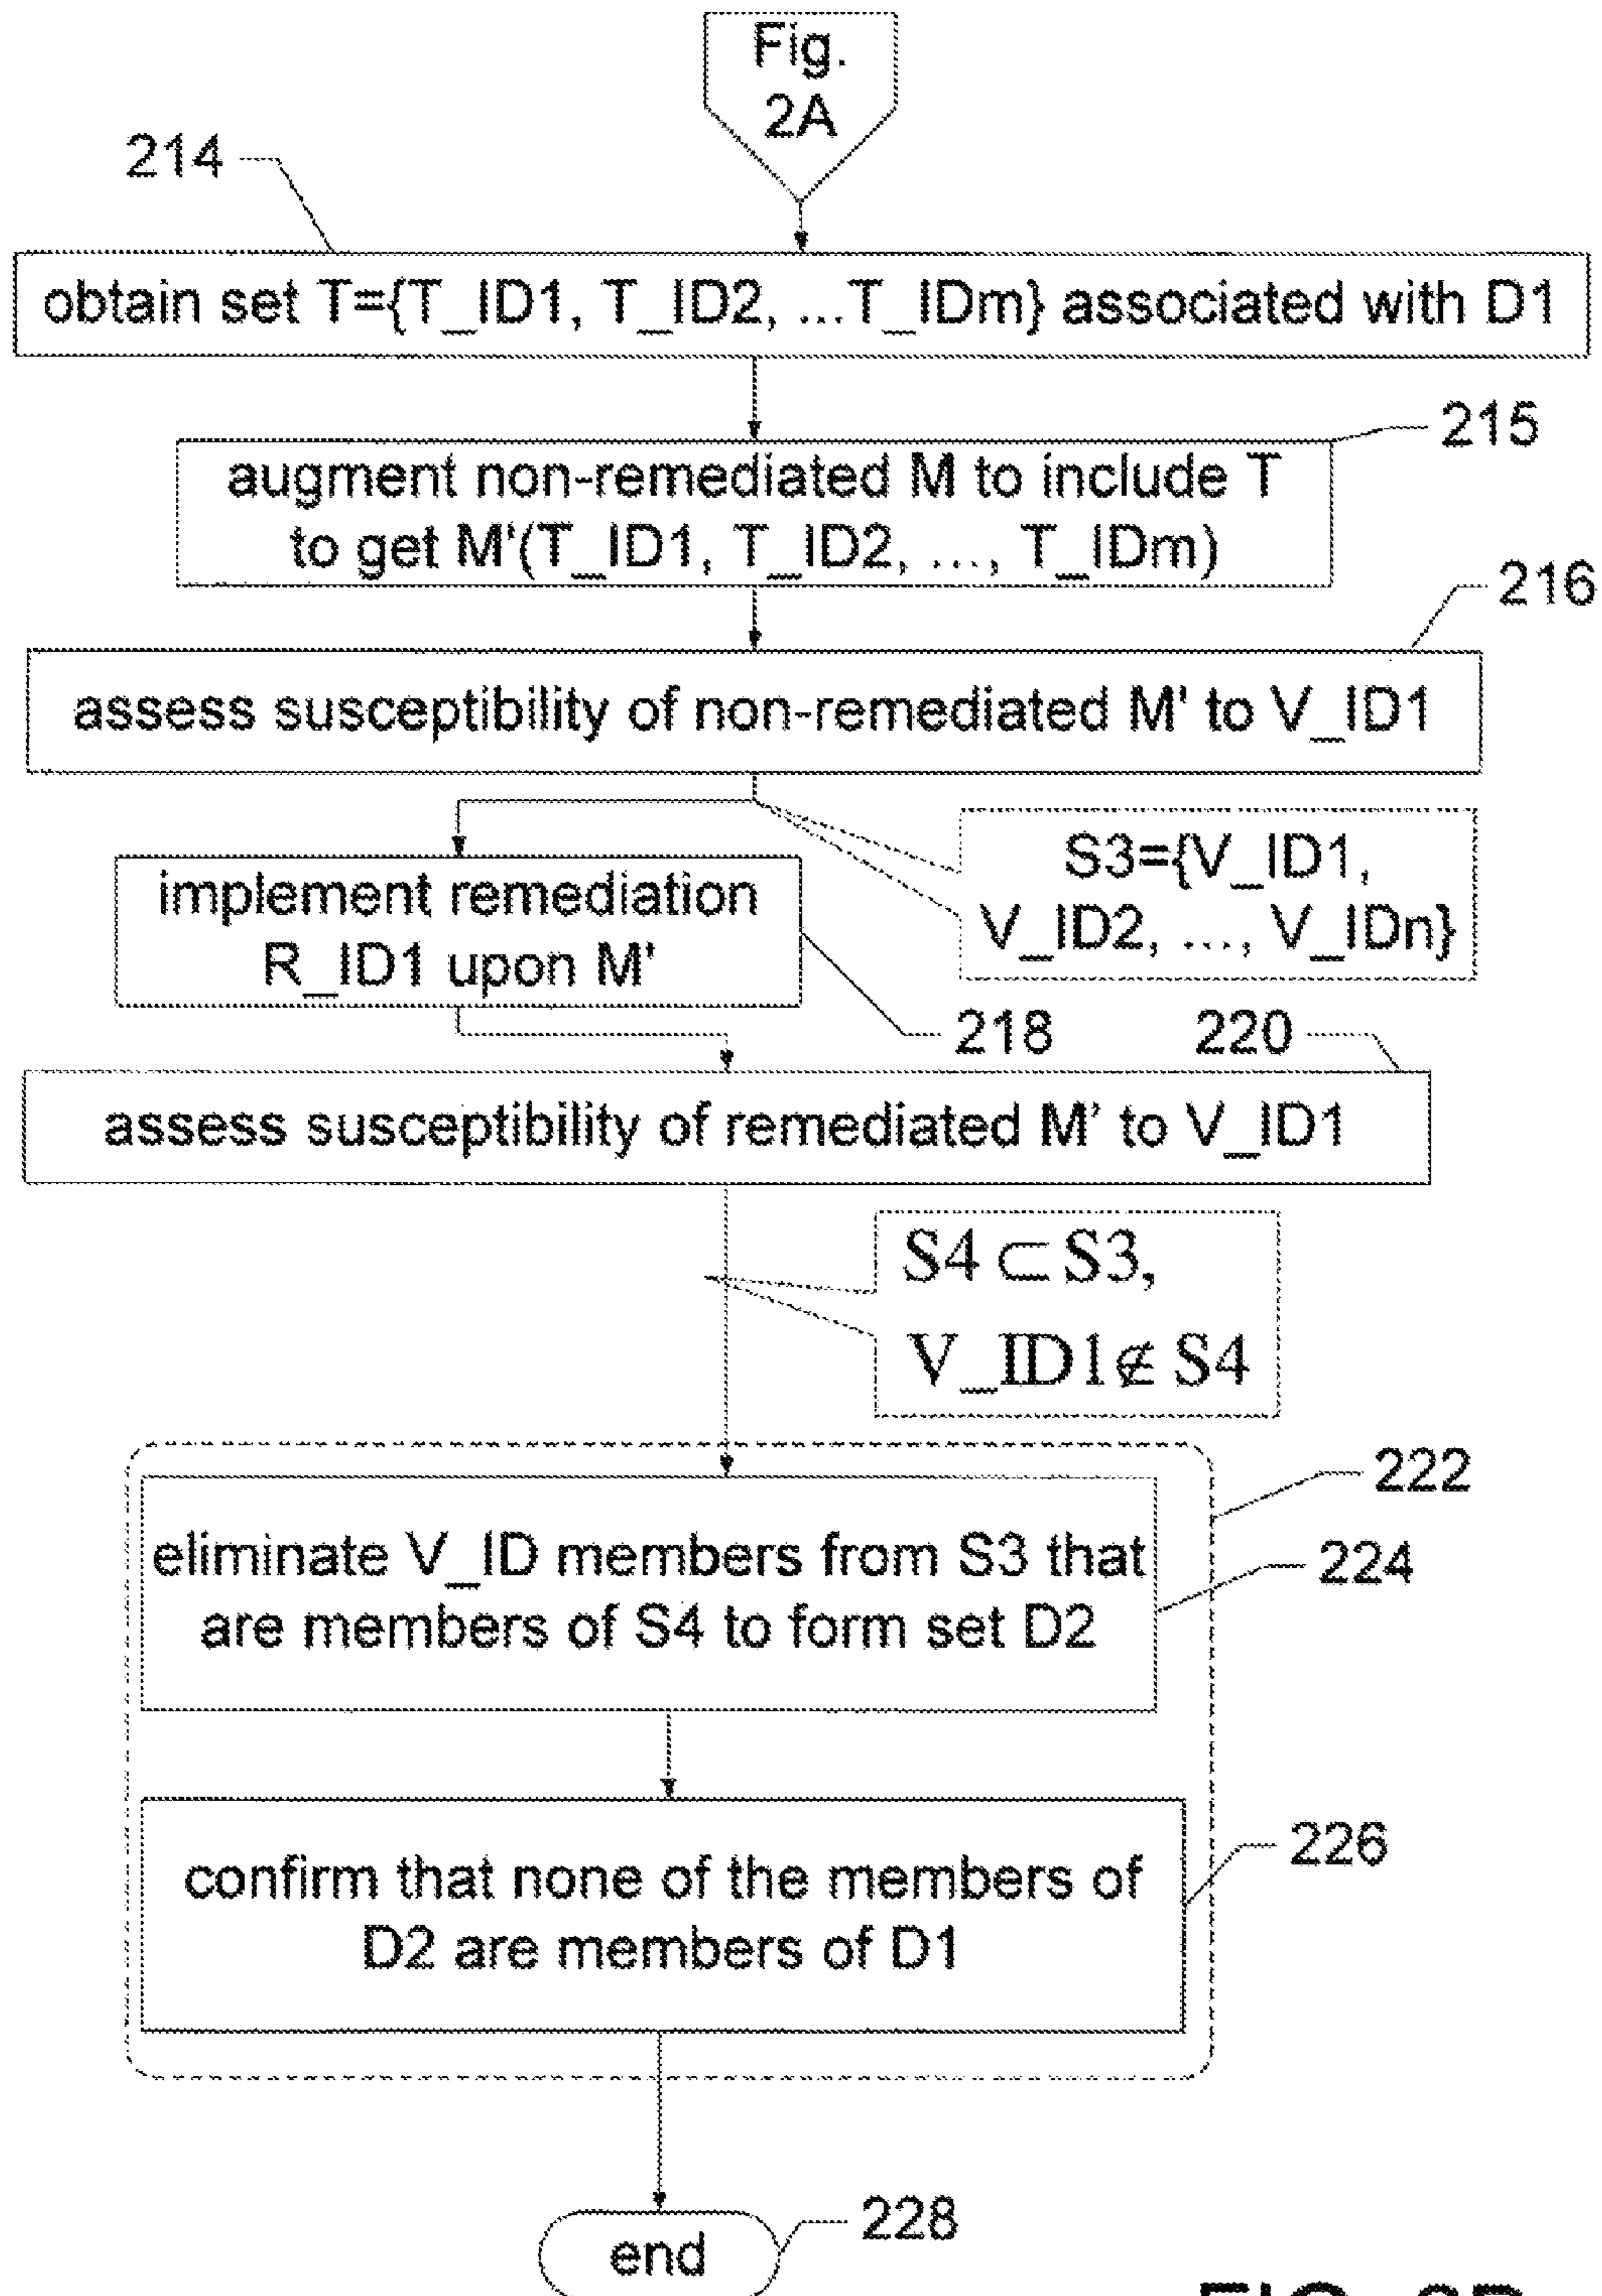 Fig.
2A
214
obtain set T={T_ID1, T_ID2, ...T_IDm} associated with D1
215
augment non-remediated M to include T
to get M'(T_ID1, T_ID2, ..., T_IDm)
216
assess susceptibility of non-remediated M' to V_ID1
S3={V_ID1,
V_ID2, ..., V_IDn}
implement remediation
R_ID1 upon M'
218
220
assess susceptibility of remediated M’ to V_ID1
S4 ⊂ S3,
V_ID1 ∉ S4
222
eliminate V_ID members from S3 that
are members of S4 to form set D2
224
confirm that none of the members of
D2 are members of D1
226
end
228